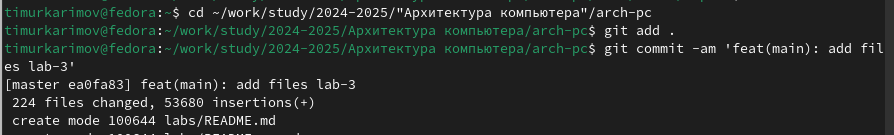 timurkarimov@fedora:~$ cd ~/work/study/2024-2025/"Архитектура компьютера"/arch-pc
timurkarimov@fedora:~/work/study/2024-2025/Архитектура компьютера/arch-pc$ git add .
timurkarimov@fedora:~/work/study/2024-2025/Архитектура компьютера/arch-pc$ git commit -am 'feat(main): add fil
es lab-3'
[master ea0fa83] feat(main): add files lab-3
 224 files changed, 53680 insertions(+)
 create mode 100644 labs/README.md